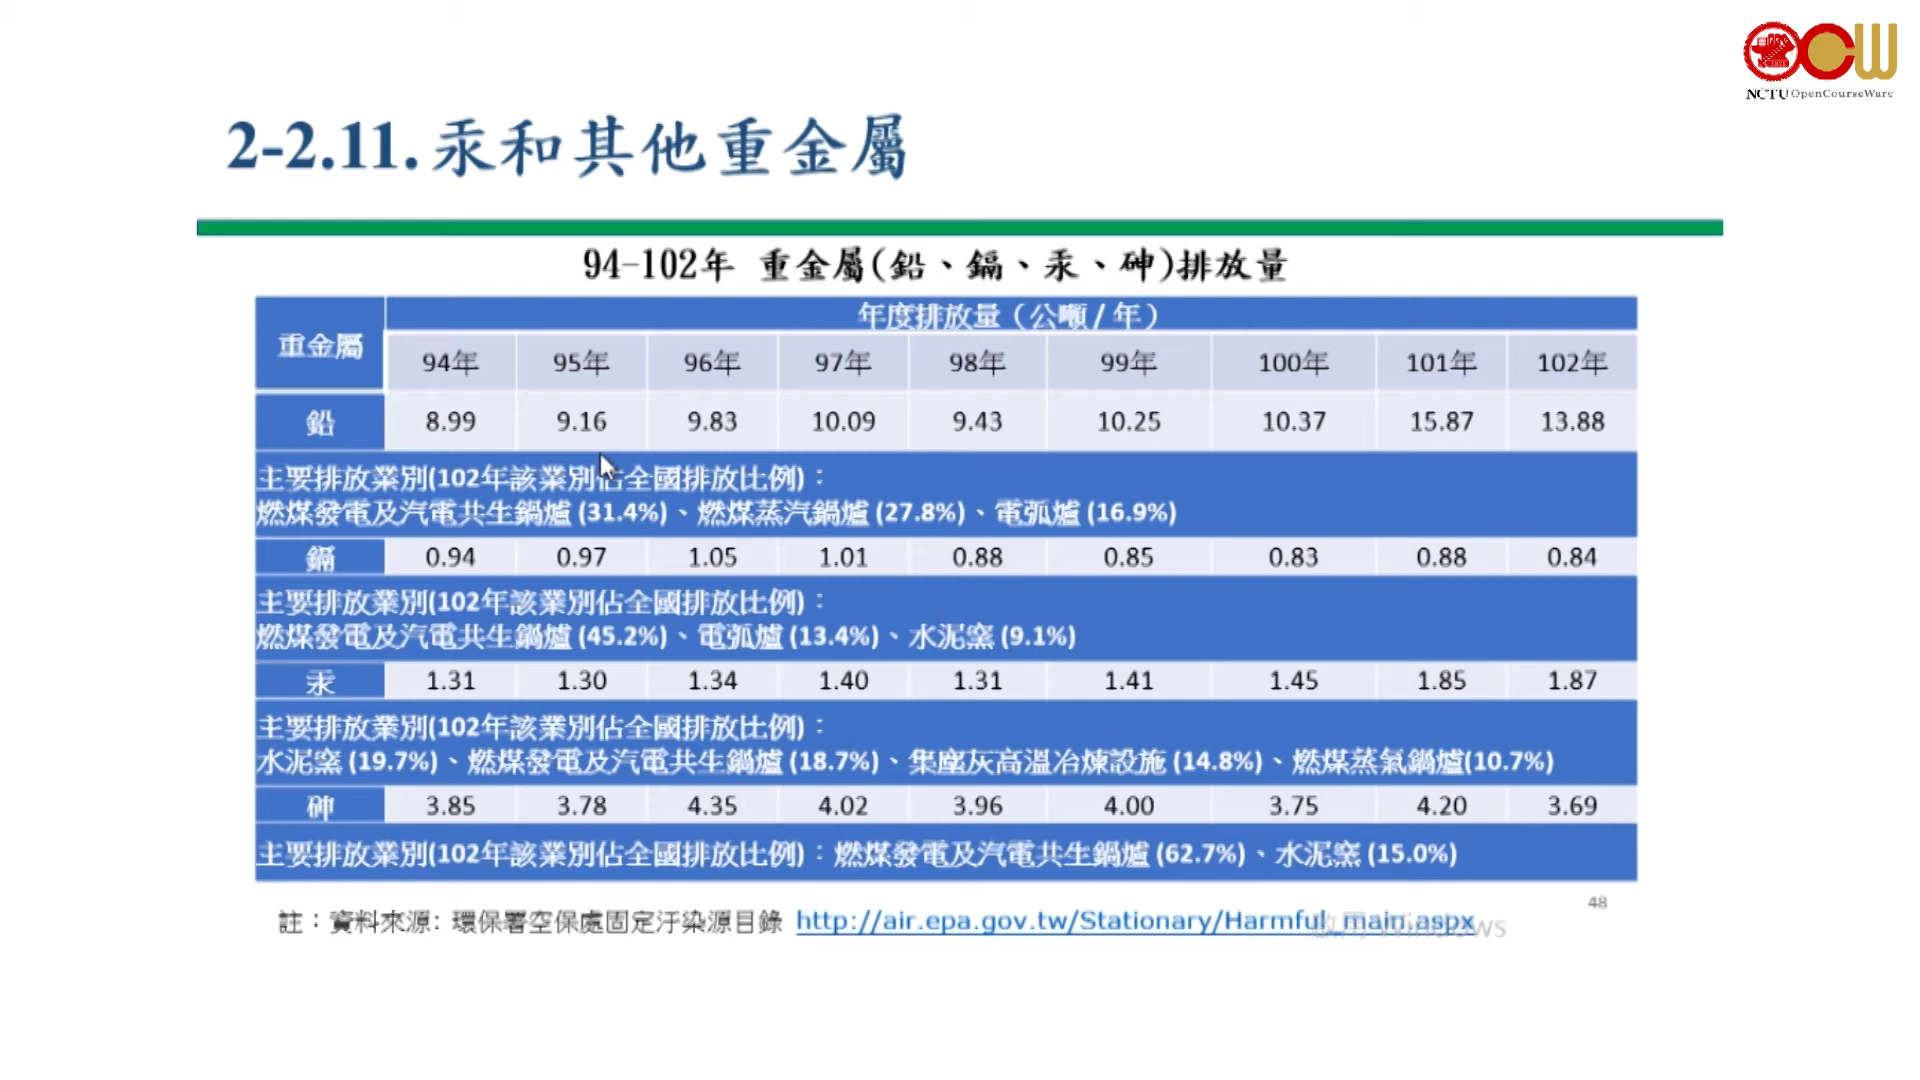 NCTU OpenCourseWare
2-2.11.汞和其他重金屬
94-102年 重金屬(鉛、鎘、汞、砷)排放量
重金屬 年度排放量（公噸 / 年）
94年 95年 96年 97年 98年 99年 100年 101年 102年
鉛 8.99 9.16 9.83 10.09 9.43 10.25 10.37 15.87 13.88
主要排放業別(102年該業別佔全國排放比例)：
燃煤發電及汽電共生鍋爐 (31.4%)、燃煤蒸汽鍋爐 (27.8%)、電弧爐 (16.9%)
鎘 0.94 0.97 1.05 1.01 0.88 0.85 0.83 0.88 0.84
主要排放業別(102年該業別佔全國排放比例)：
燃煤發電及汽電共生鍋爐 (45.2%)、電弧爐 (13.4%)、水泥窯 (9.1%)
汞 1.31 1.30 1.34 1.40 1.31 1.41 1.45 1.85 1.87
主要排放業別(102年該業別佔全國排放比例)：
水泥窯 (19.7%)、燃煤發電及汽電共生鍋爐 (18.7%)、集塵灰高溫冶煉設施 (14.8%)、燃煤蒸氣鍋爐(10.7%)
砷 3.85 3.78 4.35 4.02 3.96 4.00 3.75 4.20 3.69
主要排放業別(102年該業別佔全國排放比例)：燃煤發電及汽電共生鍋爐 (62.7%)、水泥窯 (15.0%)
48
註：資料來源: 環保署空保處固定汙染源目錄 http://air.epa.gov.tw/Stationary/Harmful_main.aspx
啟用 Windows